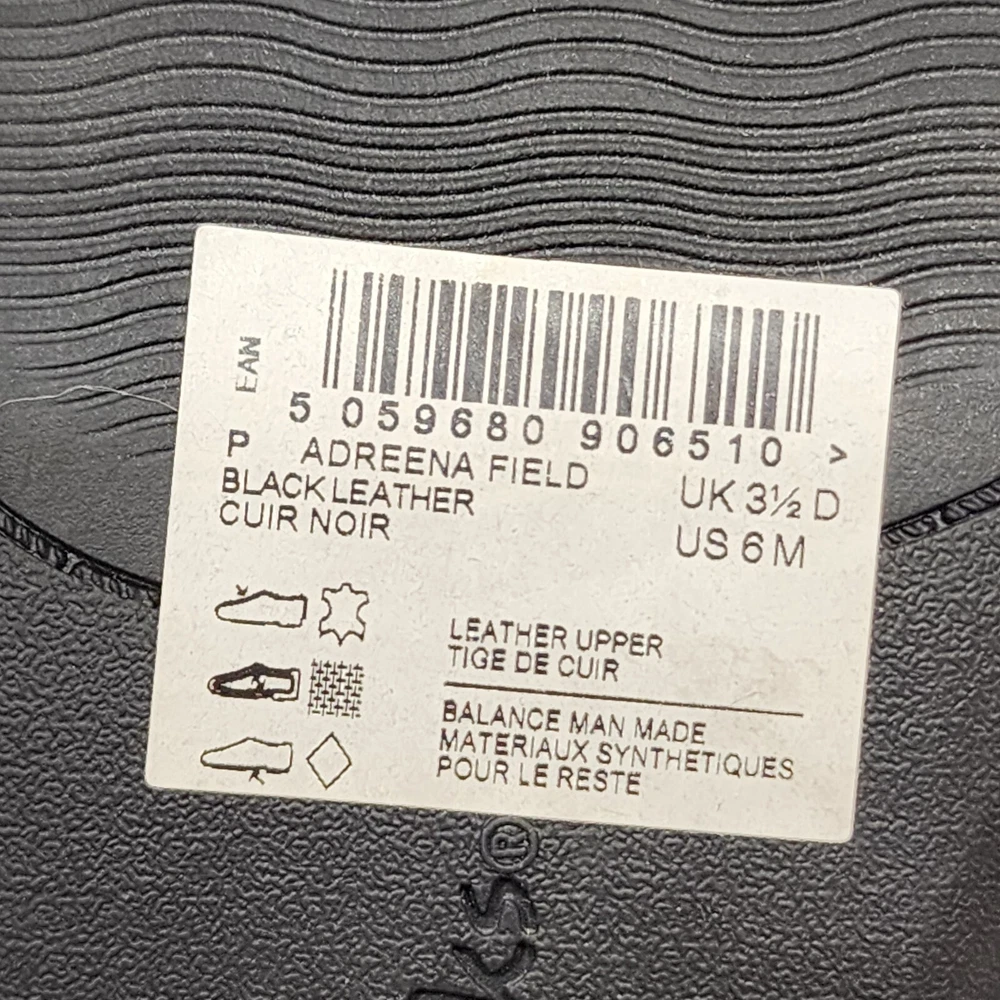 EAN
5 059680 906510 >
P ADREENA FIELD
BLACK LEATHER
CUIR NOIR
UK 3½ D
US 6 M
LEATHER UPPER
TIGE DE CUIR
BALANCE MAN MADE
MATERIAUX SYNTHETIQUES
POUR LE RESTE
KS®